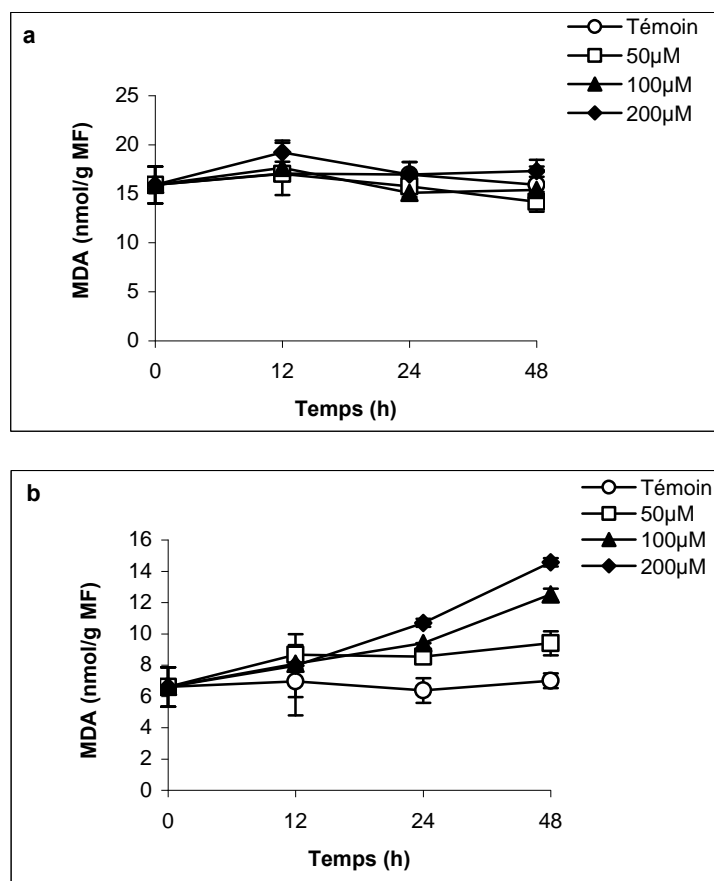 a
Témoin
50µM
100µM
200µM
MDA (nmol/g MF)
25
20
15
10
5
0
0 12 24 48
Temps (h)
b
Témoin
50µM
100µM
200µM
MDA (nmol/g MF)
16
14
12
10
8
6
4
2
0
0 12 24 48
Temps (h)